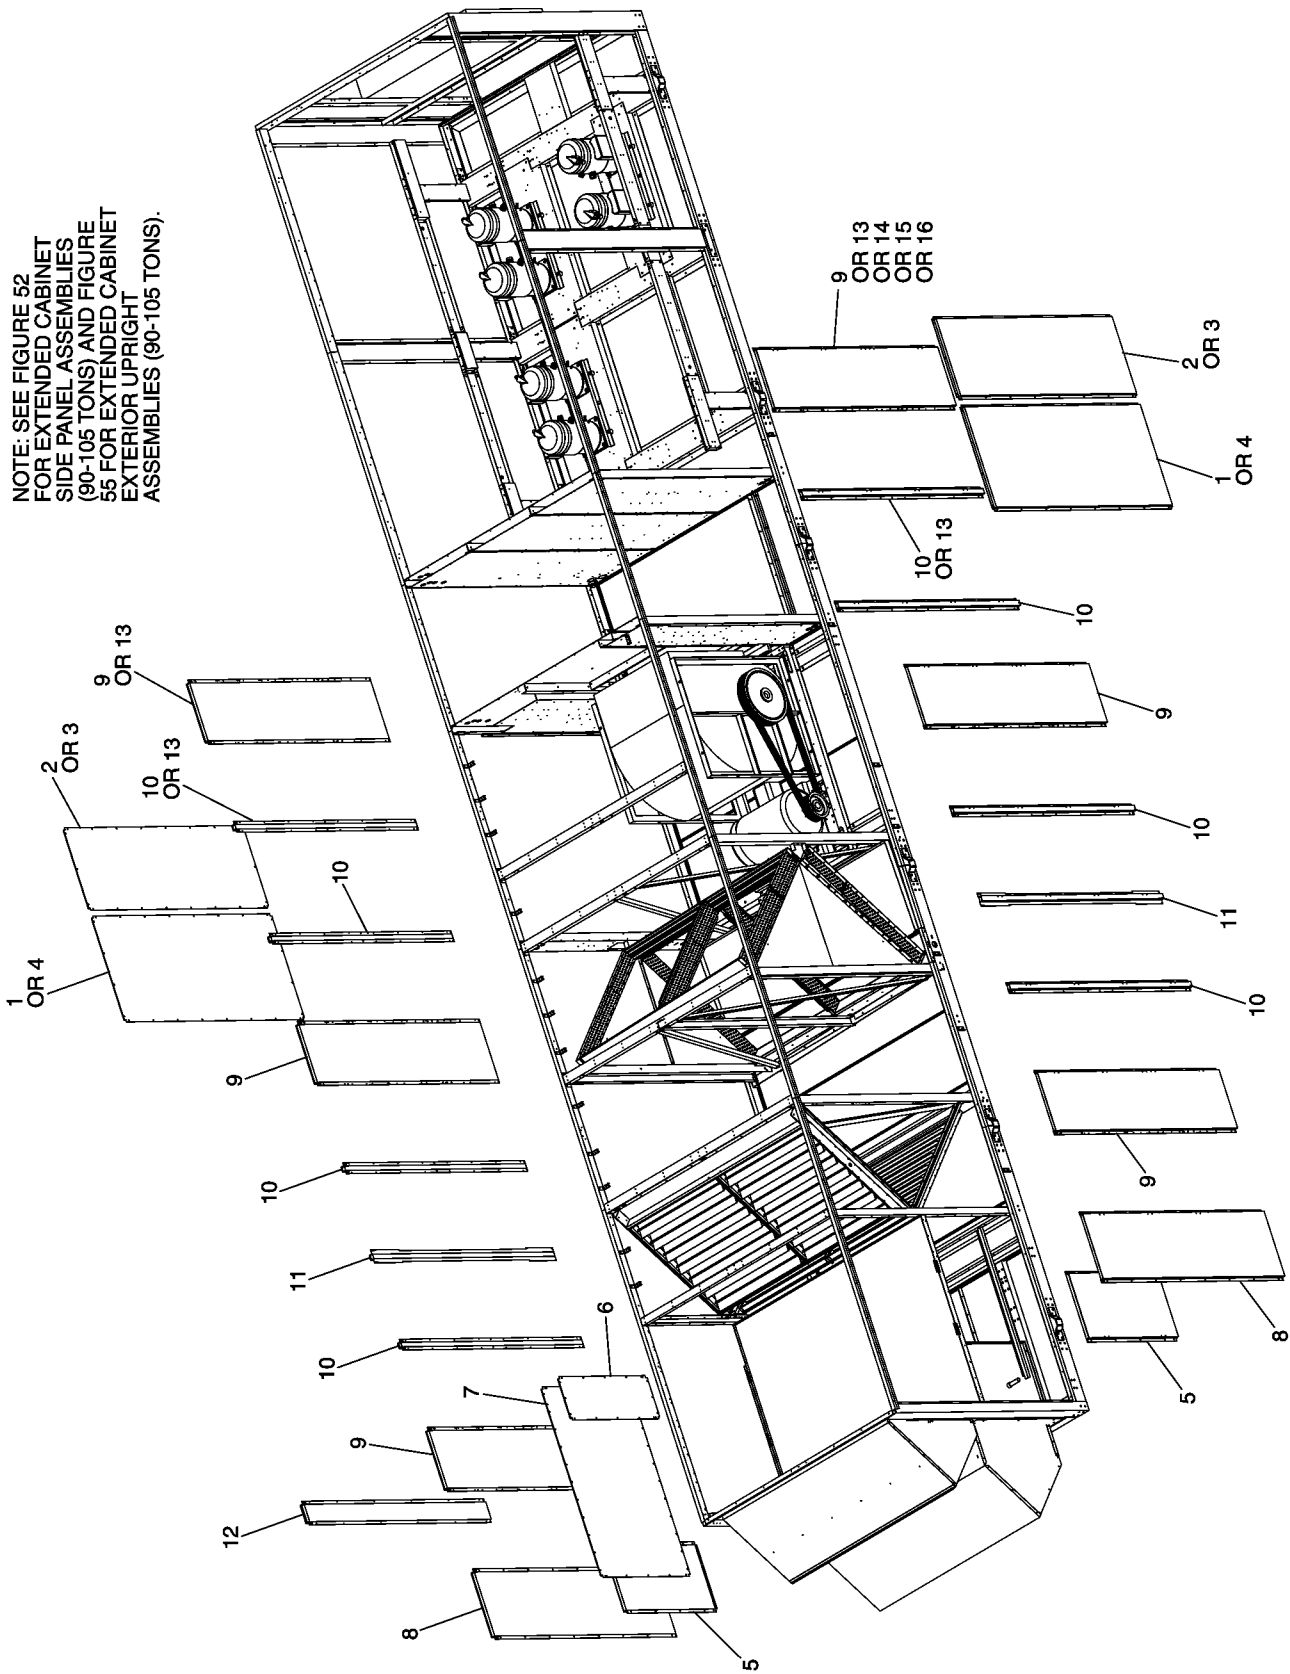 NOTE: SEE FIGURE 52
FOR EXTENDED CABINET
SIDE PANEL ASSEMBLIES
(90-105 TONS) AND FIGURE
55 FOR EXTENDED CABINET
EXTERIOR UPRIGHT
ASSEMBLIES (90-105 TONS).
1
OR 4
2
OR 3
9
OR 13
10
OR 13
10
9
10
11
10
12
9
8
7
6
5
5
8
9
10
11
10
9
10
10
OR 13
1
OR 4
2
OR 3
9
OR 13
OR 14
OR 15
OR 16